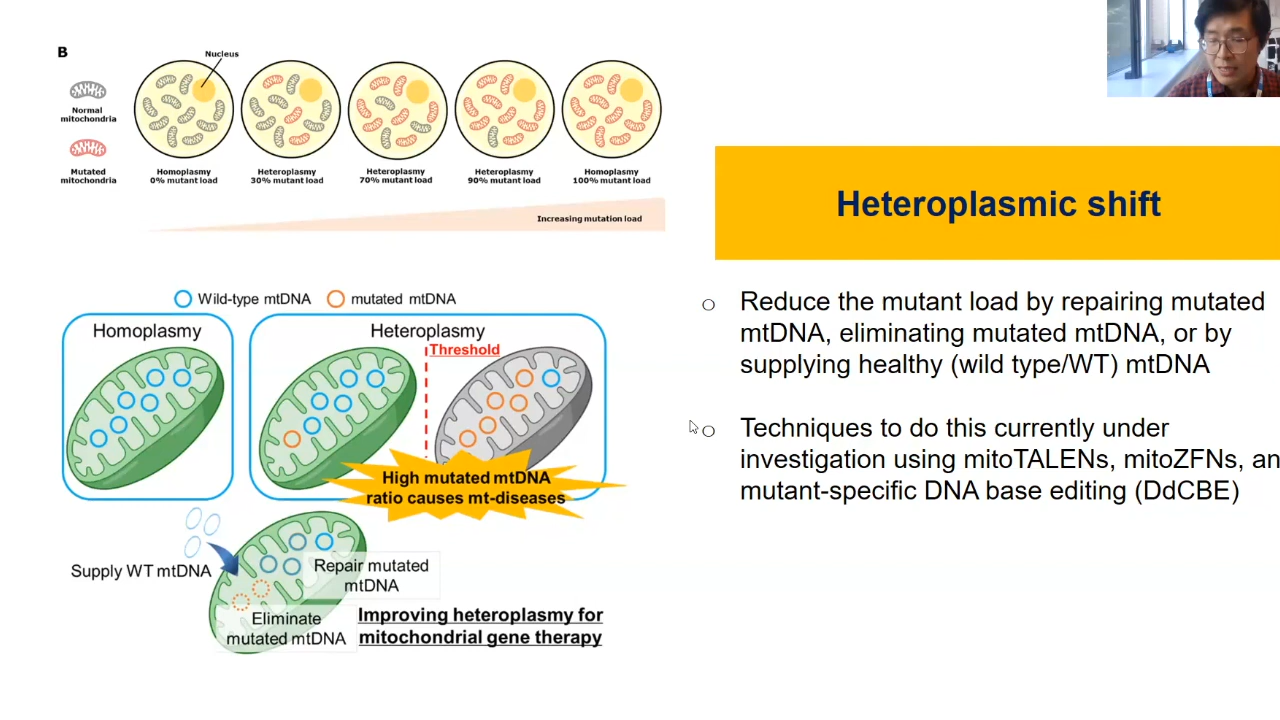 B
Nucleus
Normal
mitochondria
Mutated
mitochondria
Homoplasmy
0% mutant load
Heteroplasmy
30% mutant load
Heteroplasmy
70% mutant load
Heteroplasmy
90% mutant load
Homoplasmy
100% mutant load
Increasing mutation load
Wild-type mtDNA
mutated mtDNA
Homoplasmy
Heteroplasmy
Threshold
High mutated mtDNA
ratio causes mt-diseases
Supply WT mtDNA
Repair mutated
mtDNA
Eliminate
mutated mtDNA
Improving heteroplasmy for
mitochondrial gene therapy
Heteroplasmic shift
Reduce the mutant load by repairing mutated
mtDNA, eliminating mutated mtDNA, or by
supplying healthy (wild type/WT) mtDNA
Techniques to do this currently under
investigation using mitoTALENs, mitoZFNs, an
mutant-specific DNA base editing (DdCBE)